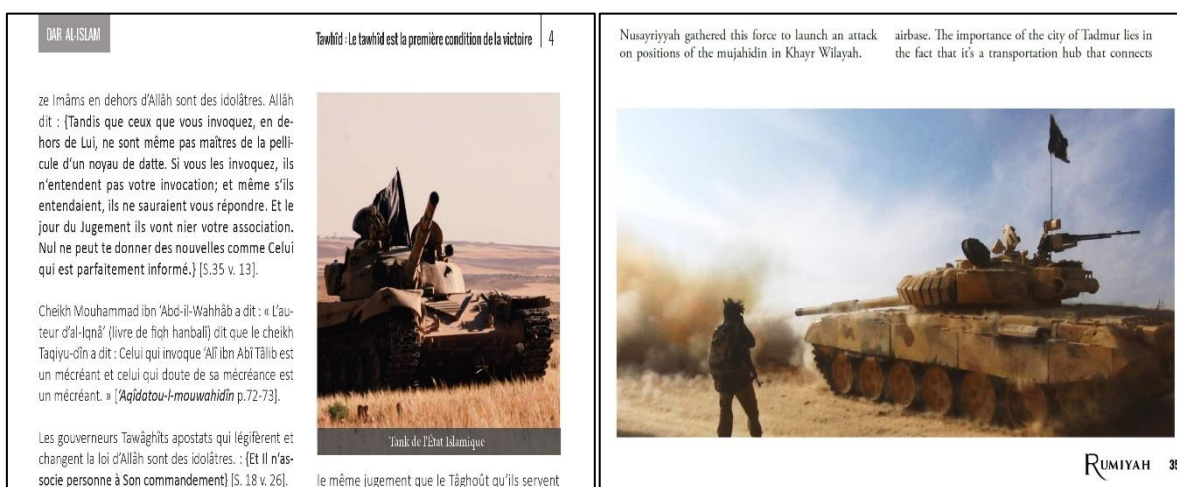 DAR AL-ISLAM
Tawhîd : Le tawhîd est la première condition de la victoire
4
ze Imâms en dehors d'Allâh sont des idolâtres. Allâh
dit : {Tandis que ceux que vous invoquez, en de-
hors de Lui, ne sont même pas maîtres de la pelli-
cule d'un noyau de datte. Si vous les invoquez, ils
n'entendent pas votre invocation; et même s'ils
entendaient, ils ne sauraient vous répondre. Et le
jour du Jugement ils vont nier votre association.
Nul ne peut te donner des nouvelles comme Celui
qui est parfaitement informé.} [S.35 v. 13].
Cheikh Mouhammad ibn 'Abd-il-Wahhâb a dit : « L'au-
teur d'al-Iqnâ' (livre de fiqh hanbalî) dit que le cheikh
Taqiyu-dîn a dit : Celui qui invoque 'Alî ibn Abî Tâlib est
un mécréant et celui qui doute de sa mécréance est
un mécréant. » ['Aqîdatou-l-mouwahidîn p.72-73].
Les gouverneurs Tawâghîts apostats qui légifèrent et
changent la loi d'Allâh sont des idolâtres. : {Et Il n'as-
socie personne à Son commandement} [S. 18 v. 26].
Tank de l'État Islamique
le même jugement que le Tâghoût qu'ils servent
Nusayriyyah gathered this force to launch an attack
on positions of the mujahidin in Khayr Wilayah.
airbase. The importance of the city of Tadmur lies in
the fact that it's a transportation hub that connects
RUMIYAH 35